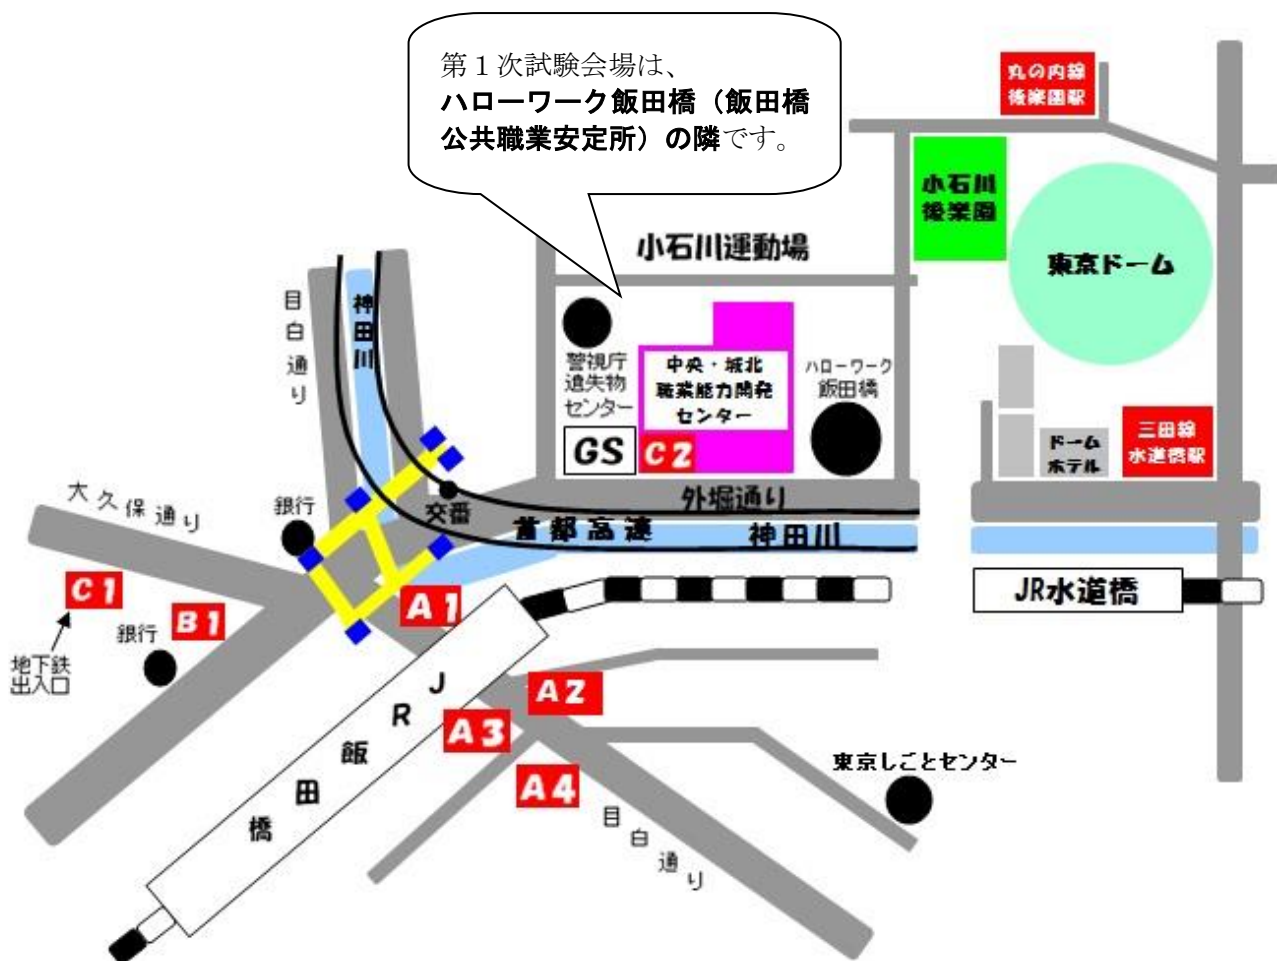 第１次試験会場は、
ハローワーク飯田橋（飯田橋
公共職業安定所）の隣です。
丸の内線
後楽園駅
小石川
後楽園
小石川運動場
東京ドーム
目白通り
神田川
警視庁
遺失物
センター
中央・城北
職業能力開発
センター
ハローワーク
飯田橋
GS
C2
ドーム
ホテル
三田線
水道橋駅
大久保通り
銀行
交番
外堀通り
首都高速
神田川
JR水道橋
C1
B1
A1
銀行
地下鉄
出入口
JR飯田橋
A2
A3
A4
東京しごとセンター
目白通り